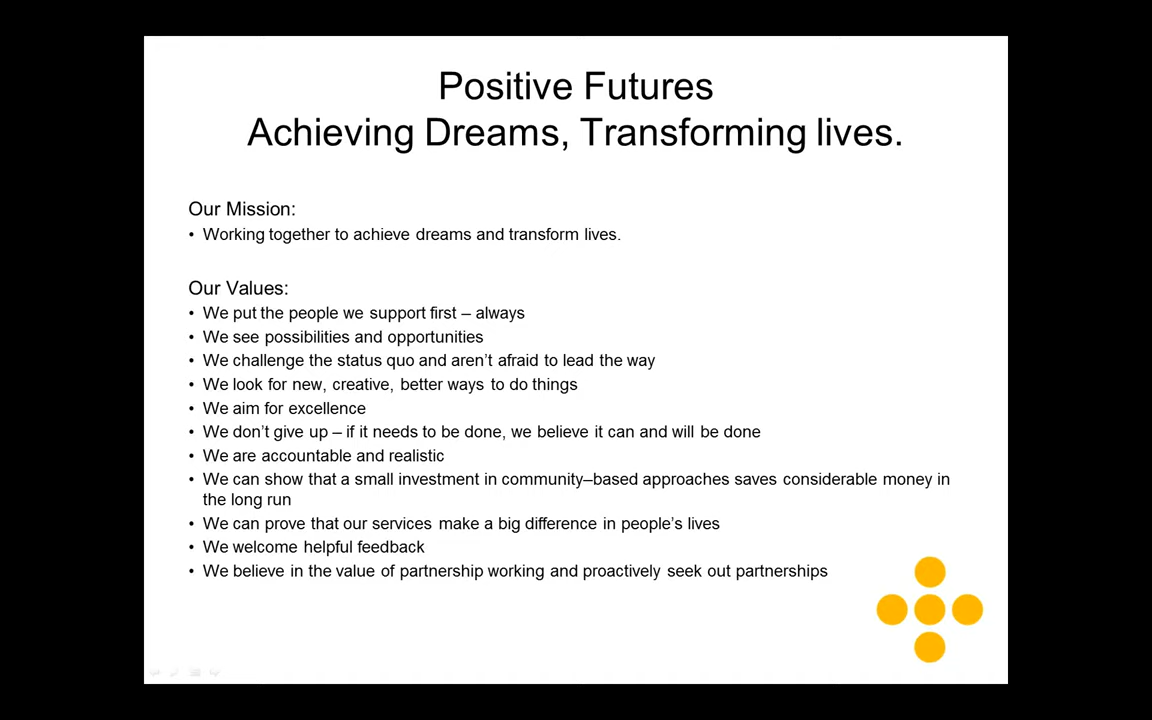 Positive Futures
Achieving Dreams, Transforming lives.
Our Mission:
• Working together to achieve dreams and transform lives.
Our Values:
• We put the people we support first – always
• We see possibilities and opportunities
• We challenge the status quo and aren’t afraid to lead the way
• We look for new, creative, better ways to do things
• We aim for excellence
• We don’t give up – if it needs to be done, we believe it can and will be done
• We are accountable and realistic
• We can show that a small investment in community–based approaches saves considerable money in
the long run
• We can prove that our services make a big difference in people’s lives
• We welcome helpful feedback
• We believe in the value of partnership working and proactively seek out partnerships